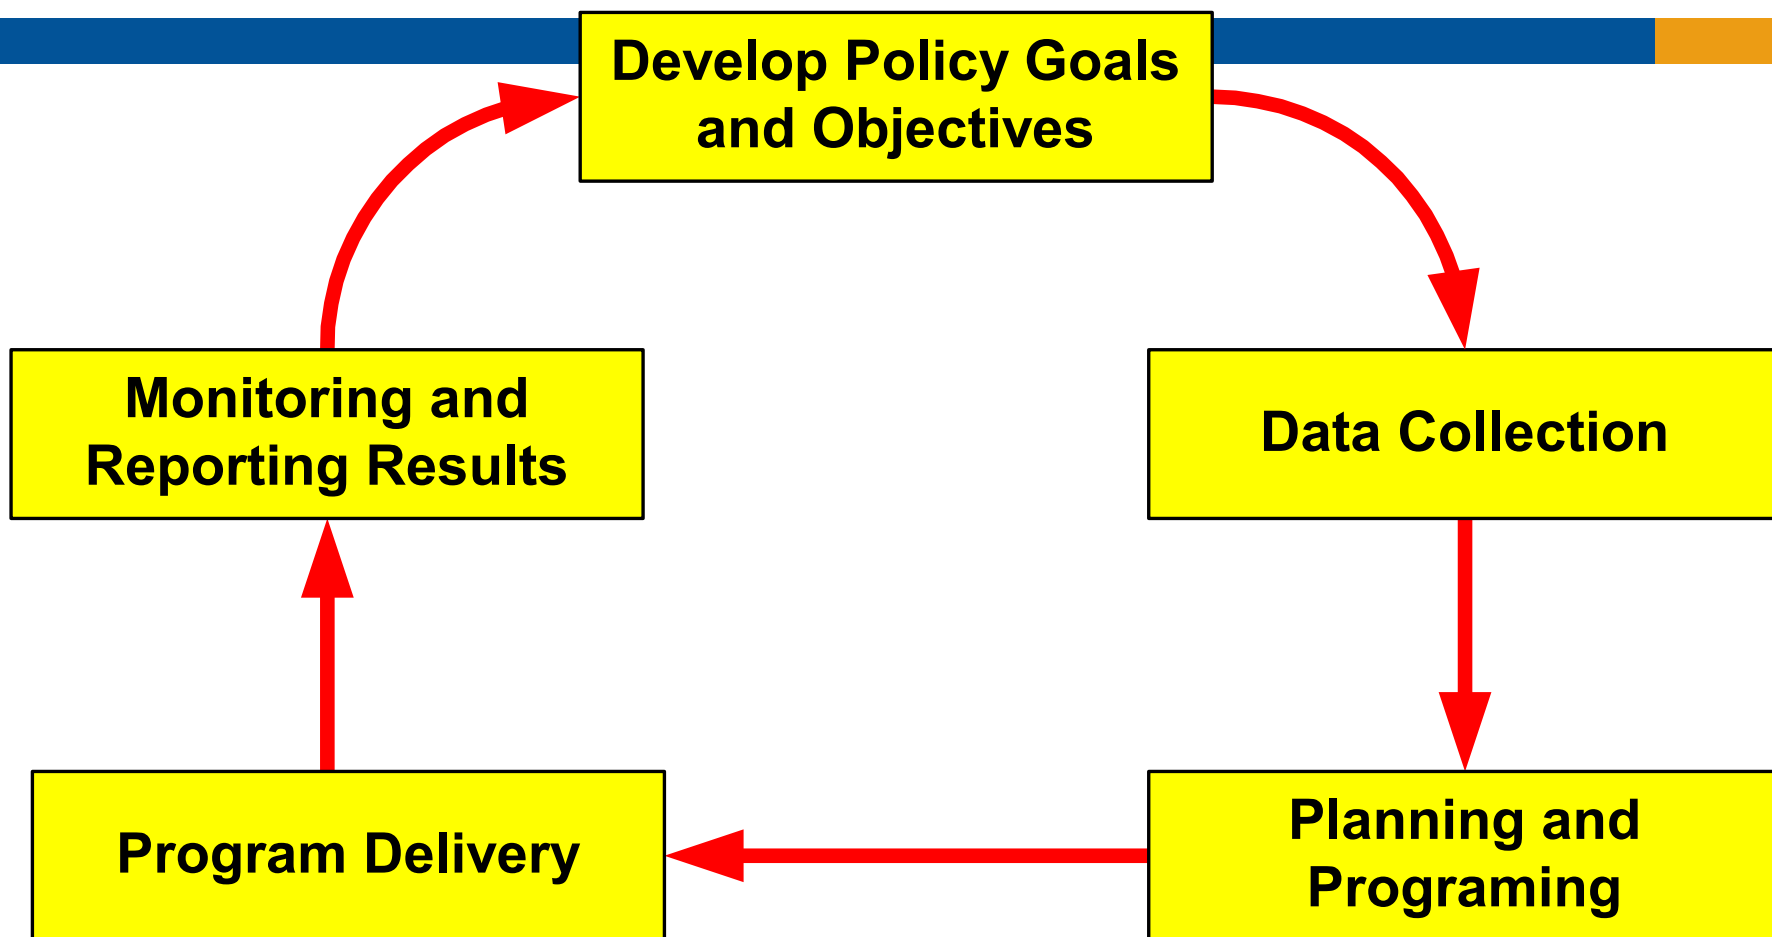 Develop Policy Goals
and Objectives
Monitoring and
Reporting Results
Data Collection
Program Delivery
Planning and
Programing